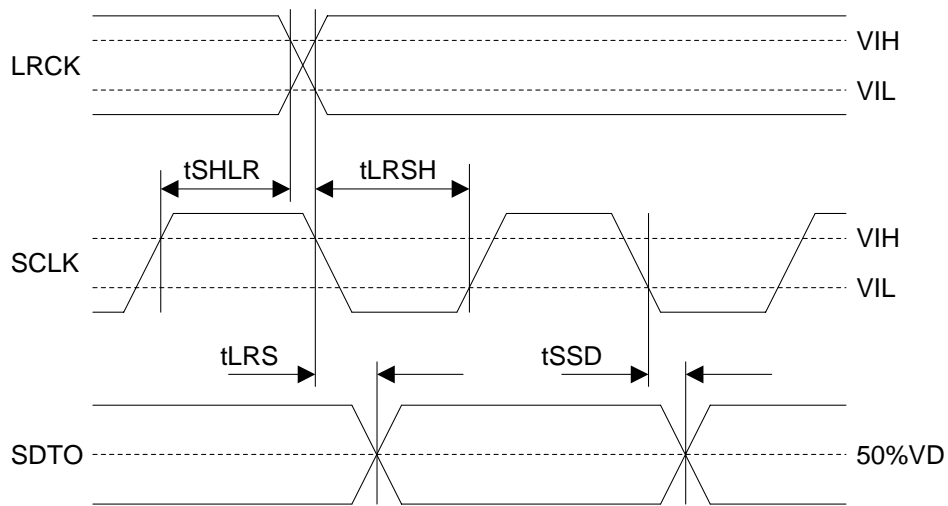 VIH
LRCK
VIL
tSHLR tLRSH
VIH
SCLK
VIL
tLRS tSSD
SDTO 50%VD